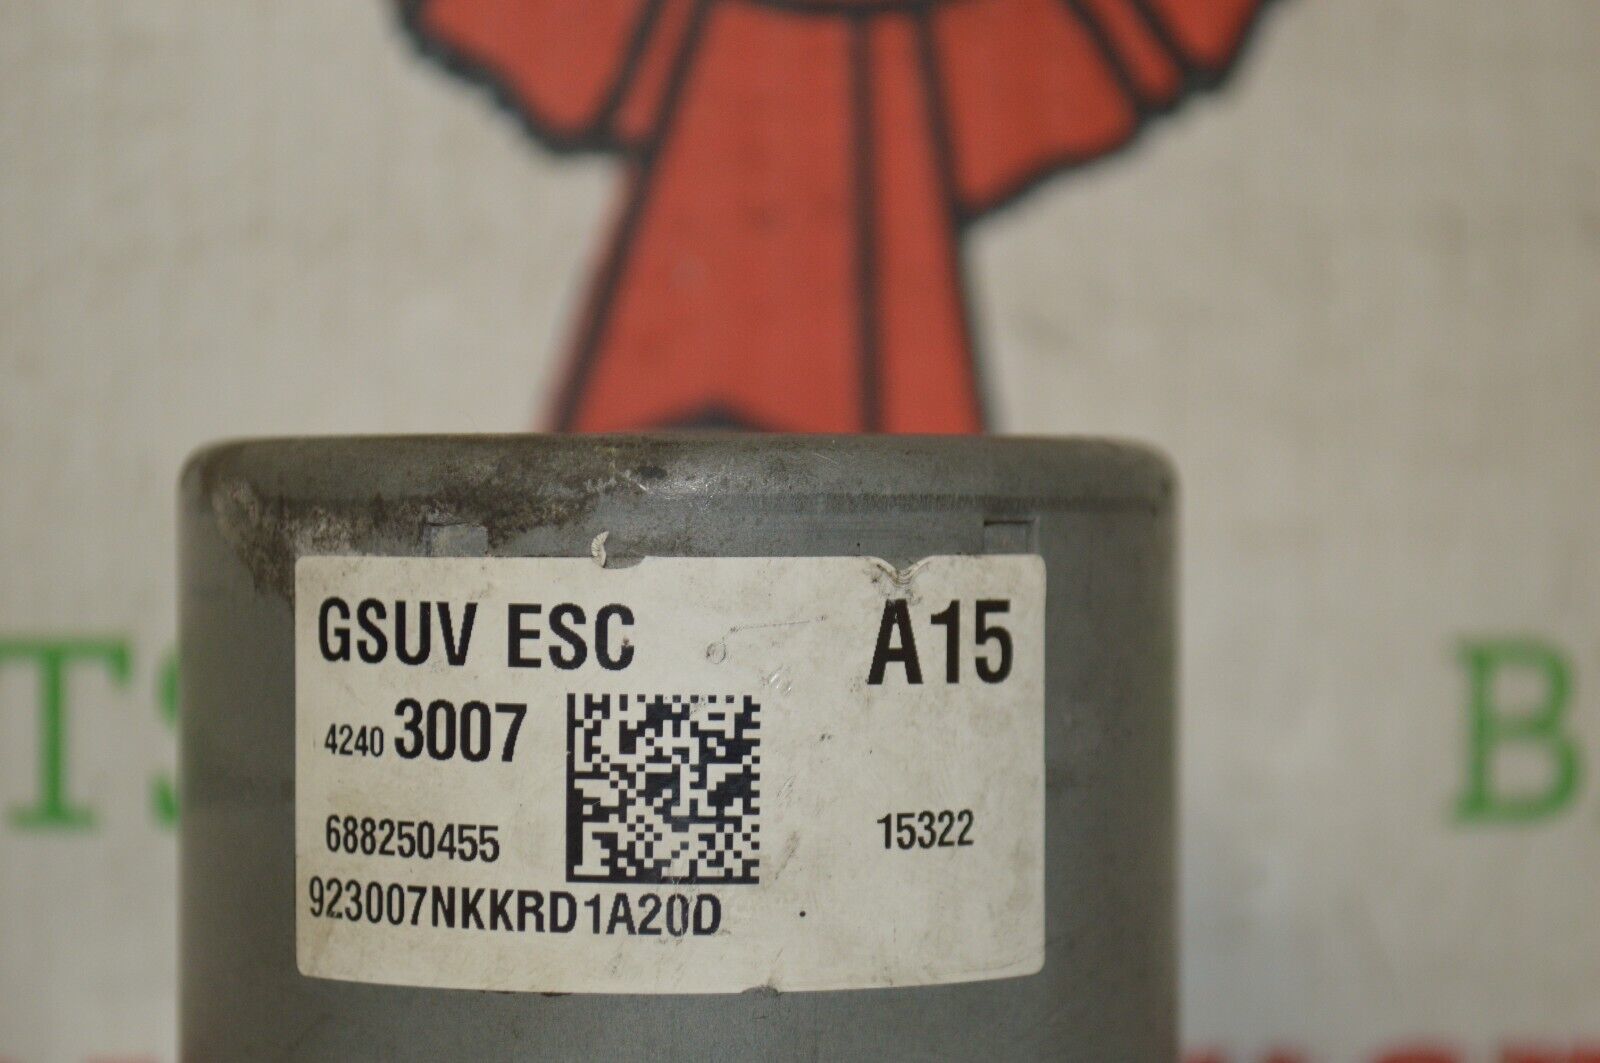 GSUV ESC A15
4240 3007
688250455 15322
923007NKKRD1A20D